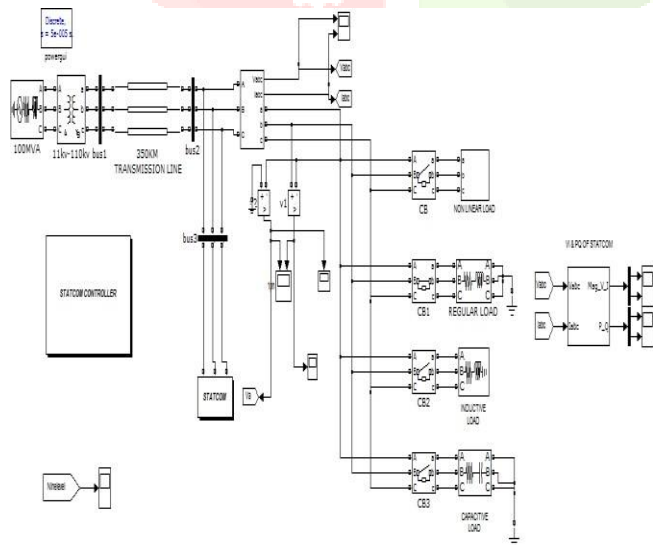 Discrete,
s = 5e-005 s
powergui
A
B
C
A
B
C
a
b
c
100MVA
11kv-110kv
bus1
350KM
TRANSMISSION LINE
bus2
A
B
C
Vabc
Iabc
a
b
c
Vabc
Iabc
bus3
v1
A
B
C
a
b
c
CB
a
b
c
NON LINEAR LOAD
STATCOM CONTROLLER
A
B
C
a
b
c
CB1
A
B
C
A
B
C
REGULAR LOAD
V&PQ OF STATCOM
Vabc
Iabc
Vabc
Iabc
Mag_V_I
P_Q
A
B
C
a
b
c
CB2
A
B
C
INDUCTIVE
LOAD
STATCOM
Va
Ninelevel
A
B
C
a
b
c
CB3
A
B
C
A
B
C
CAPACITIVE
LOAD